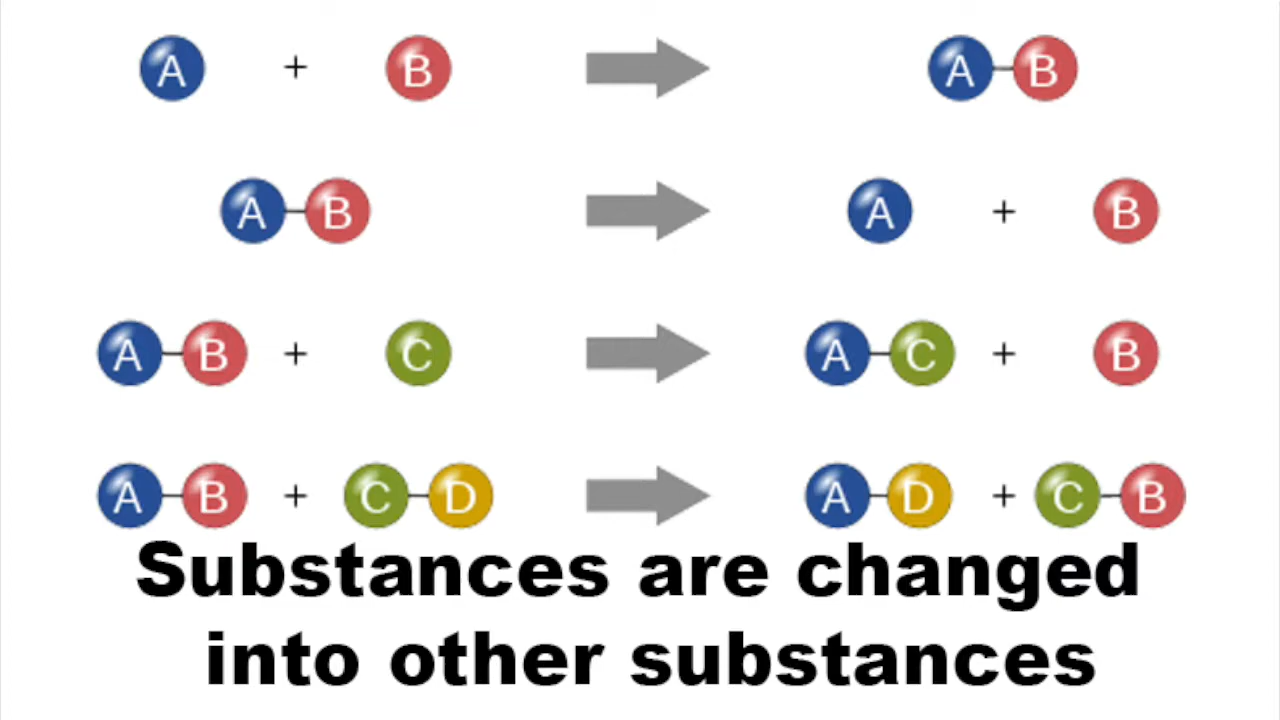 A + B A-B
A-B A + B
A-B + C A-C + B
A-B + C-D A-D + C-B
Substances are changed
into other substances